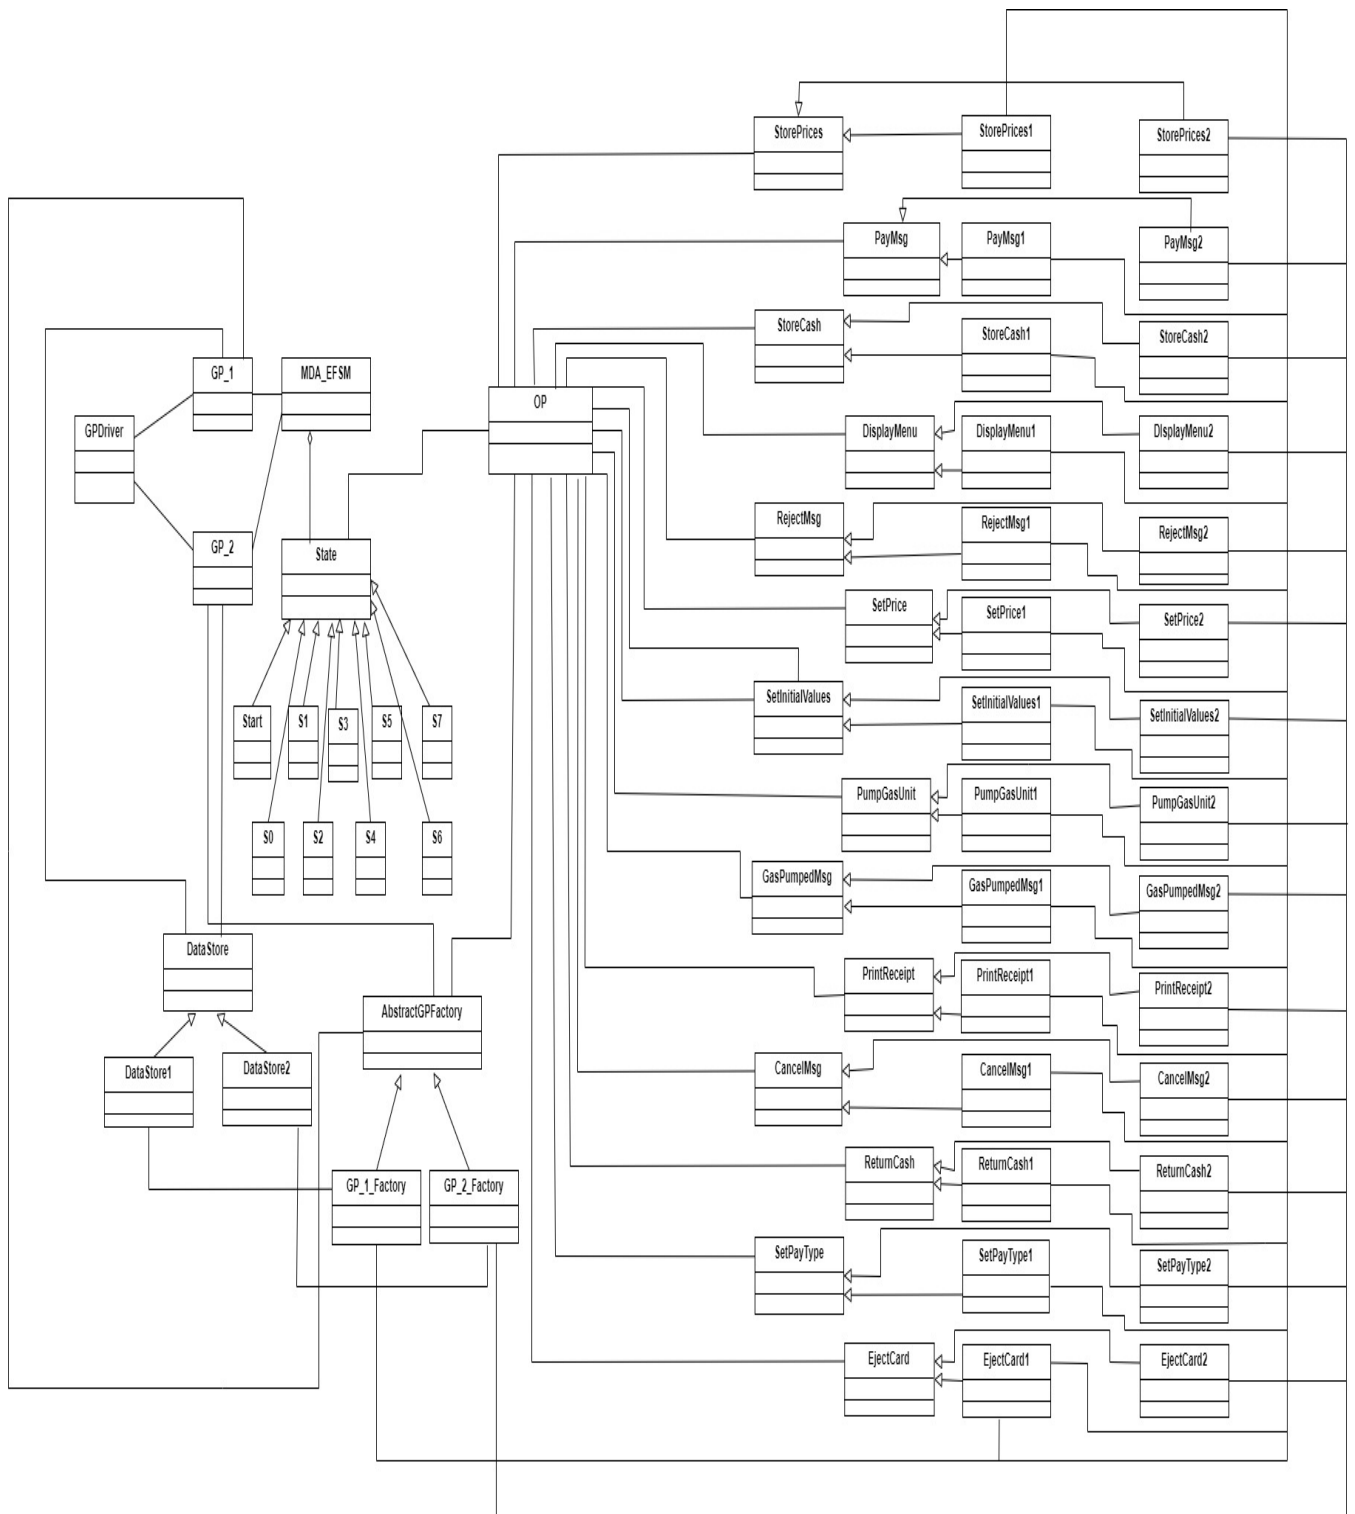 StorePrices
StorePrices1
StorePrices2
PayMsg
PayMsg1
PayMsg2
StoreCash
StoreCash1
StoreCash2
GP_1
MDA_EFSM
OP
GPDriver
DisplayMenu
DisplayMenu1
DIsplayMenu2
RejectMsg
RejectMsg1
RejectMsg2
GP_2
State
SetPrice
SetPrice1
SetPrice2
SetInitialValues
SetInitialValues1
SetInitialValues2
Start
S1
S3
S5
S7
PumpGasUnit
PumpGasUnit1
PumpGasUnit2
S0
S2
S4
S6
GasPumpedMsg
GasPumpedMsg1
GasPumpedMsg2
DataStore
PrintReceipt
PrintReceipt1
PrintReceipt2
AbstractGPFactory
DataStore1
DataStore2
CancelMsg
CancelMsg1
CancelMsg2
ReturnCash
ReturnCash1
ReturnCash2
GP_1_Factory
GP_2_Factory
SetPayType
SetPayType1
SetPayType2
EjectCard
EjectCard1
EjectCard2